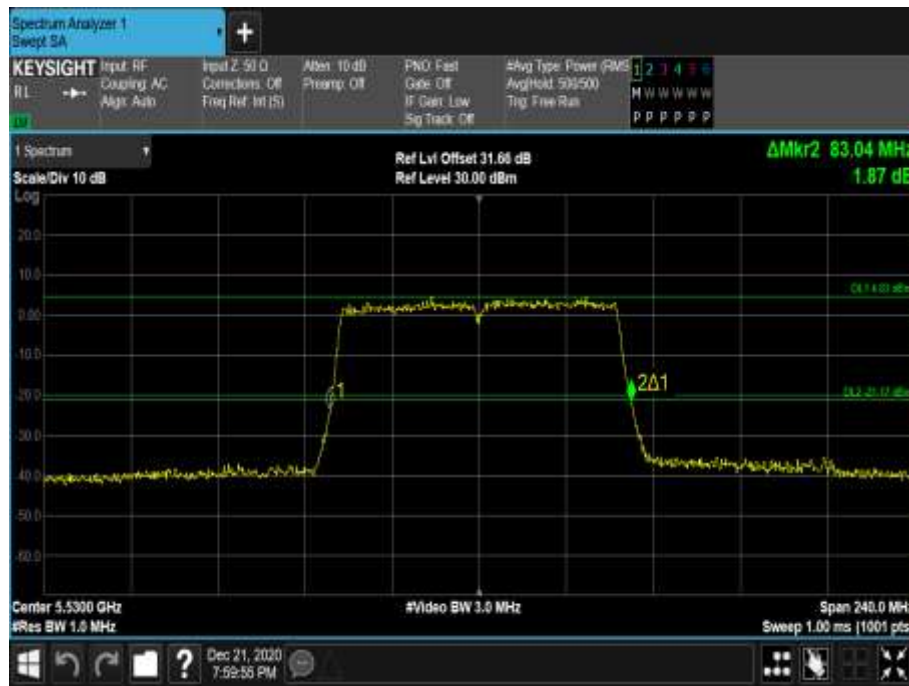 Spectrum Analyzer 1
Swept SA
+
KEYSIGHT Input: RF
RL Coupling: AC
Align: Auto
Input Z: 50 Ω
Corrections: Off
Freq Ref: Int (S)
Atten: 10 dB
Preamp: Off
PNO: Fast
Gate: Off
IF Gain: Low
Sig Track: Off
#Avg Type: Power (RMS
Avg|Hold: 500/500
Trig: Free Run
1 2 3 4 5 6
M W W W W W
P P P P P P
1 Spectrum
Scale/Div 10 dB
Ref Lvl Offset 31.66 dB
Ref Level 30.00 dBm
ΔMkr2 83.04 MHz
1.87 dB
Log
20.0
10.0
0.00
-10.0
-20.0
-30.0
-40.0
-50.0
-60.0
1
2Δ1
Center 5.5300 GHz
#Res BW 1.0 MHz
#Video BW 3.0 MHz
Span 240.0 MHz
Sweep 1.00 ms (1001 pts
?
Dec 21, 2020
7:59:55 PM